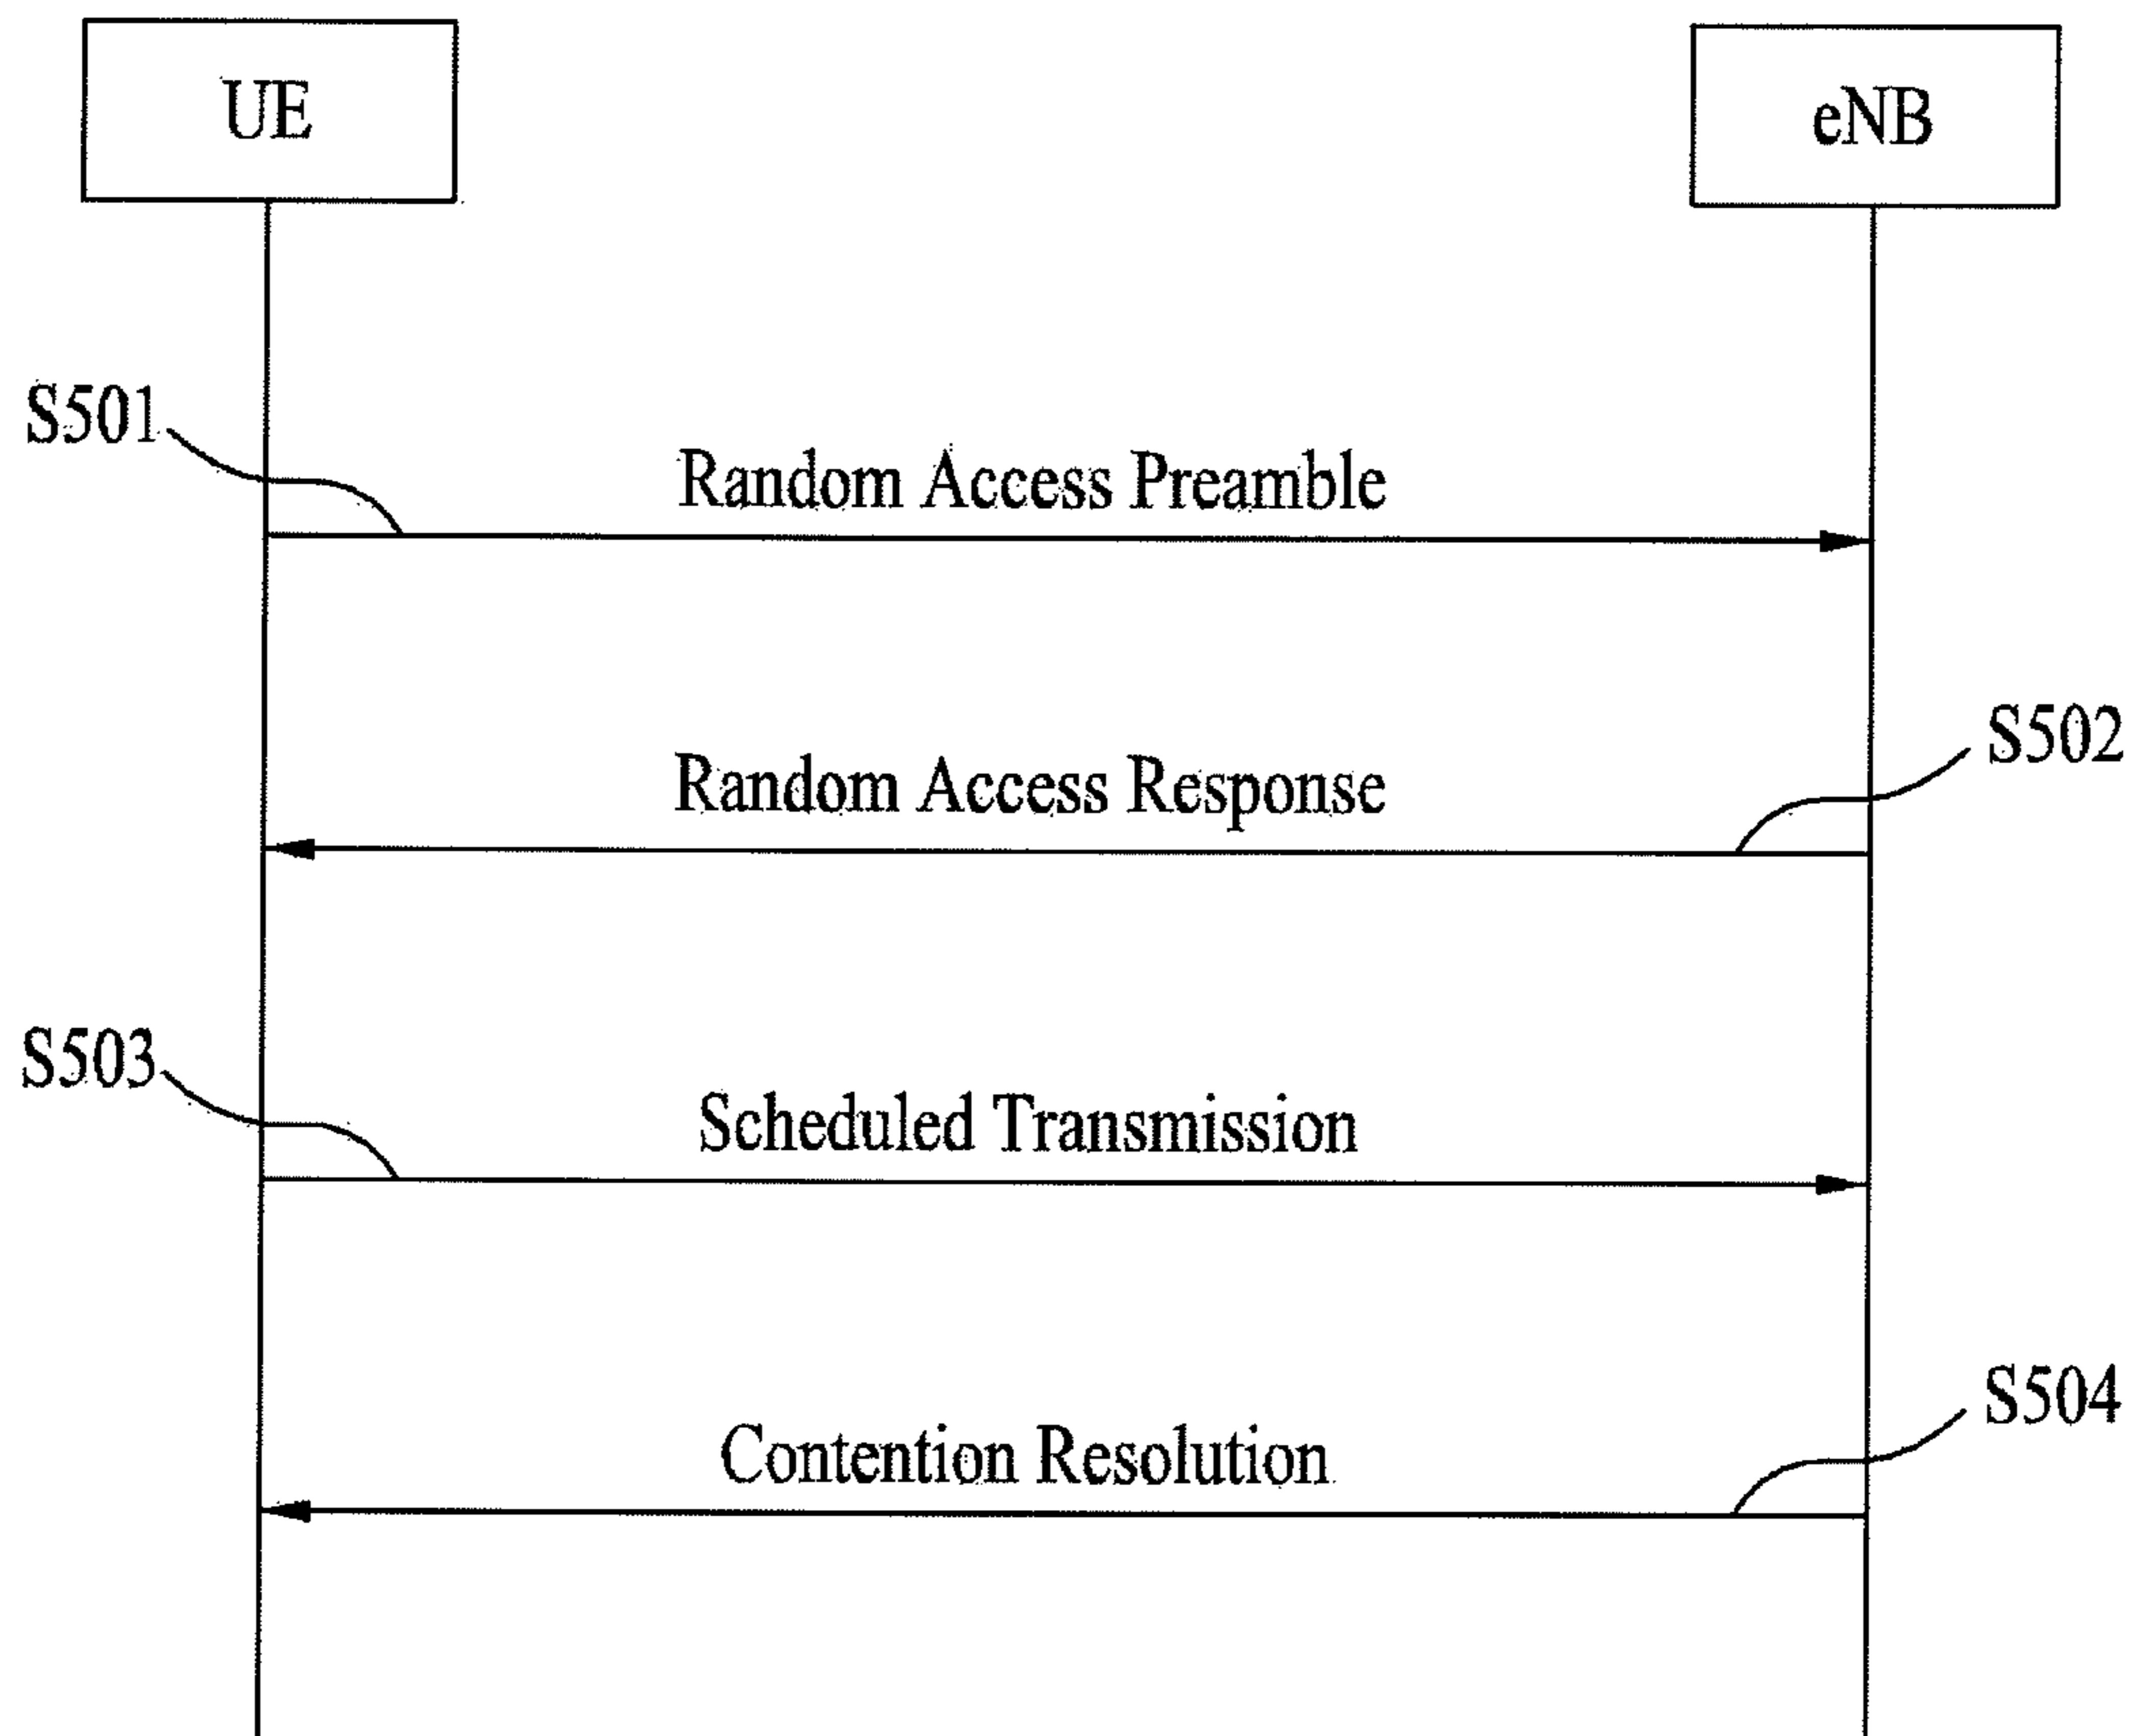 UE
eNB
S501
Random Access Preamble
S502
Random Access Response
S503
Scheduled Transmission
S504
Contention Resolution